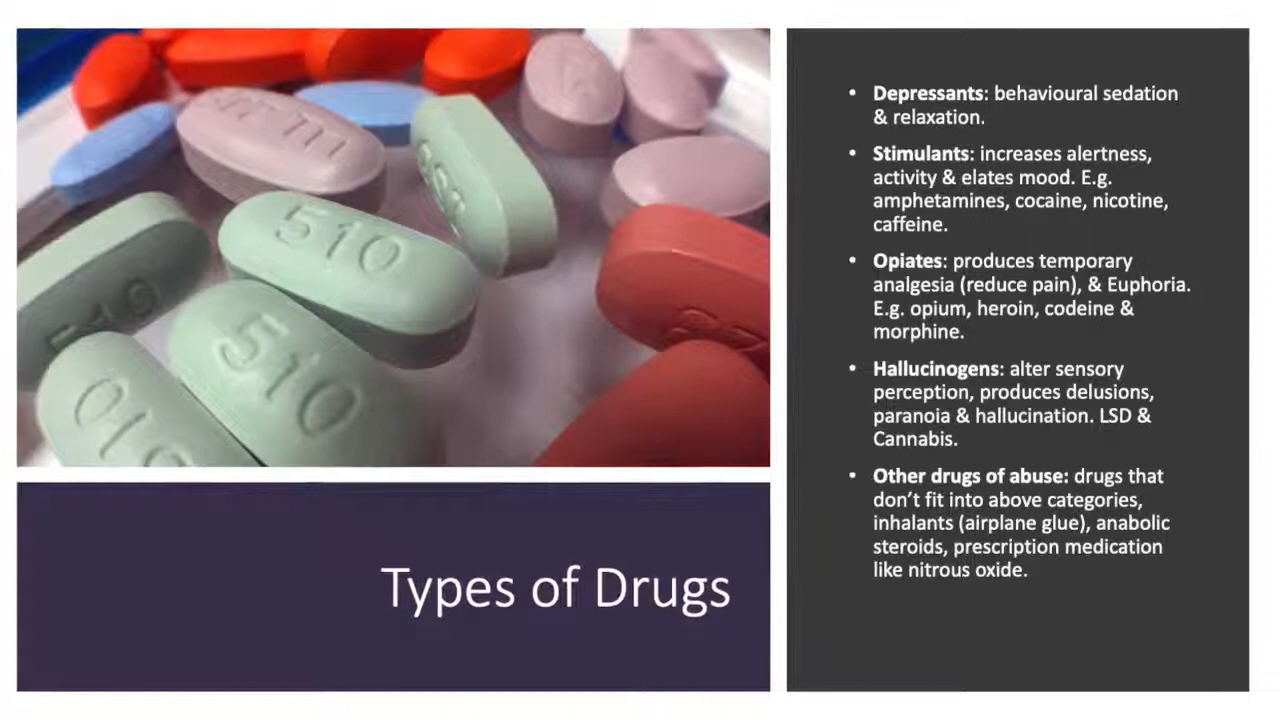 510
510
Types of Drugs
• Depressants: behavioural sedation
& relaxation.
• Stimulants: increases alertness,
activity & elates mood. E.g.
amphetamines, cocaine, nicotine,
caffeine.
• Opiates: produces temporary
analgesia (reduce pain), & Euphoria.
E.g. opium, heroin, codeine &
morphine.
• Hallucinogens: alter sensory
perception, produces delusions,
paranoia & hallucination. LSD &
Cannabis.
• Other drugs of abuse: drugs that
don’t fit into above categories,
inhalants (airplane glue), anabolic
steroids, prescription medication
like nitrous oxide.